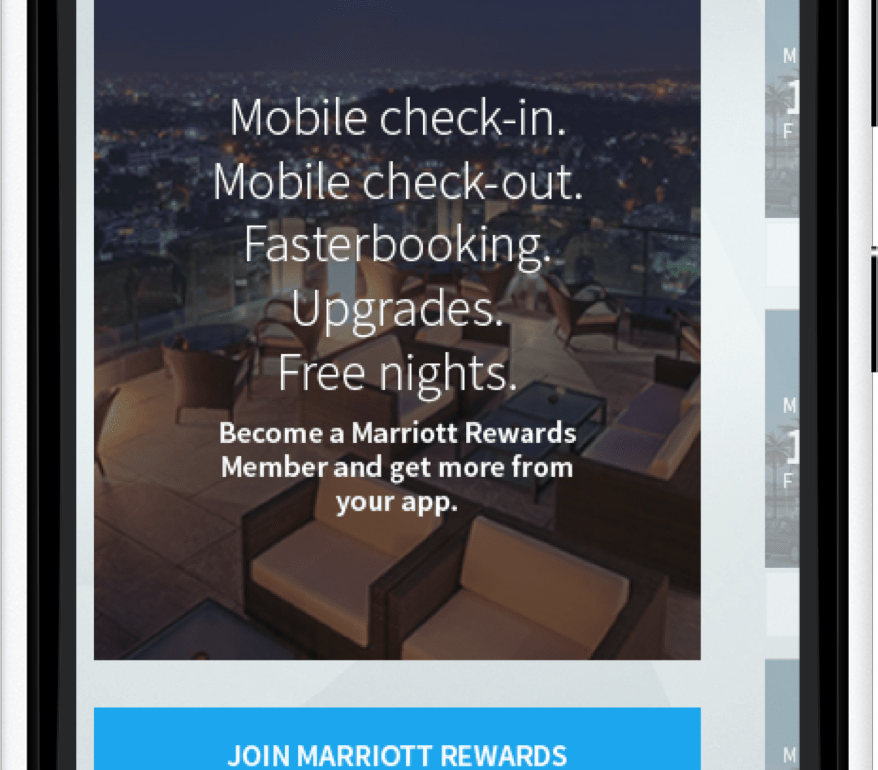 Mobile check-in.
Mobile check-out.
Fasterbooking.
Upgrades.
Free nights.
Become a Marriott Rewards
Member and get more from
your app.
JOIN MARRIOTT REWARDS
M
1
F
M
1
F
M